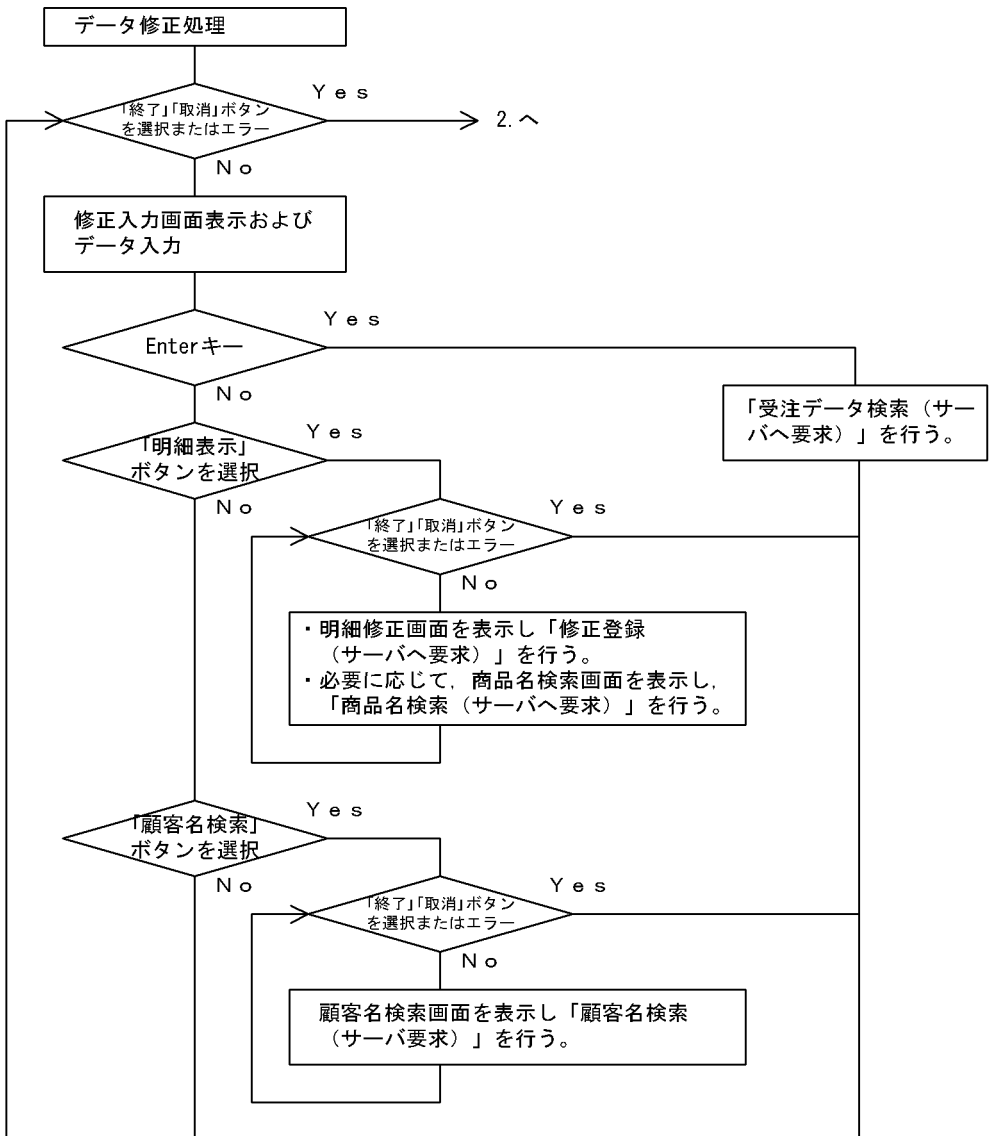 データ修正処理
Yes
「終了」「取消」ボタン
を選択またはエラー
2.へ
No
修正入力画面表示および
データ入力
Yes
Enterキー
No
「受注データ検索(サー
バへ要求)」を行う。
「明細表示」
ボタンを選択
Yes
No
「終了」「取消」ボタン
を選択またはエラー
Yes
No
・明細修正画面を表示し「修正登録
(サーバへ要求)」を行う。
・必要に応じて,商品名検索画面を表示し,
「商品名検索(サーバへ要求)」を行う。
Yes
「顧客名検索」
ボタンを選択
No
「終了」「取消」ボタン
を選択またはエラー
Yes
No
顧客名検索画面を表示し「顧客名検索
(サーバ要求)」を行う。